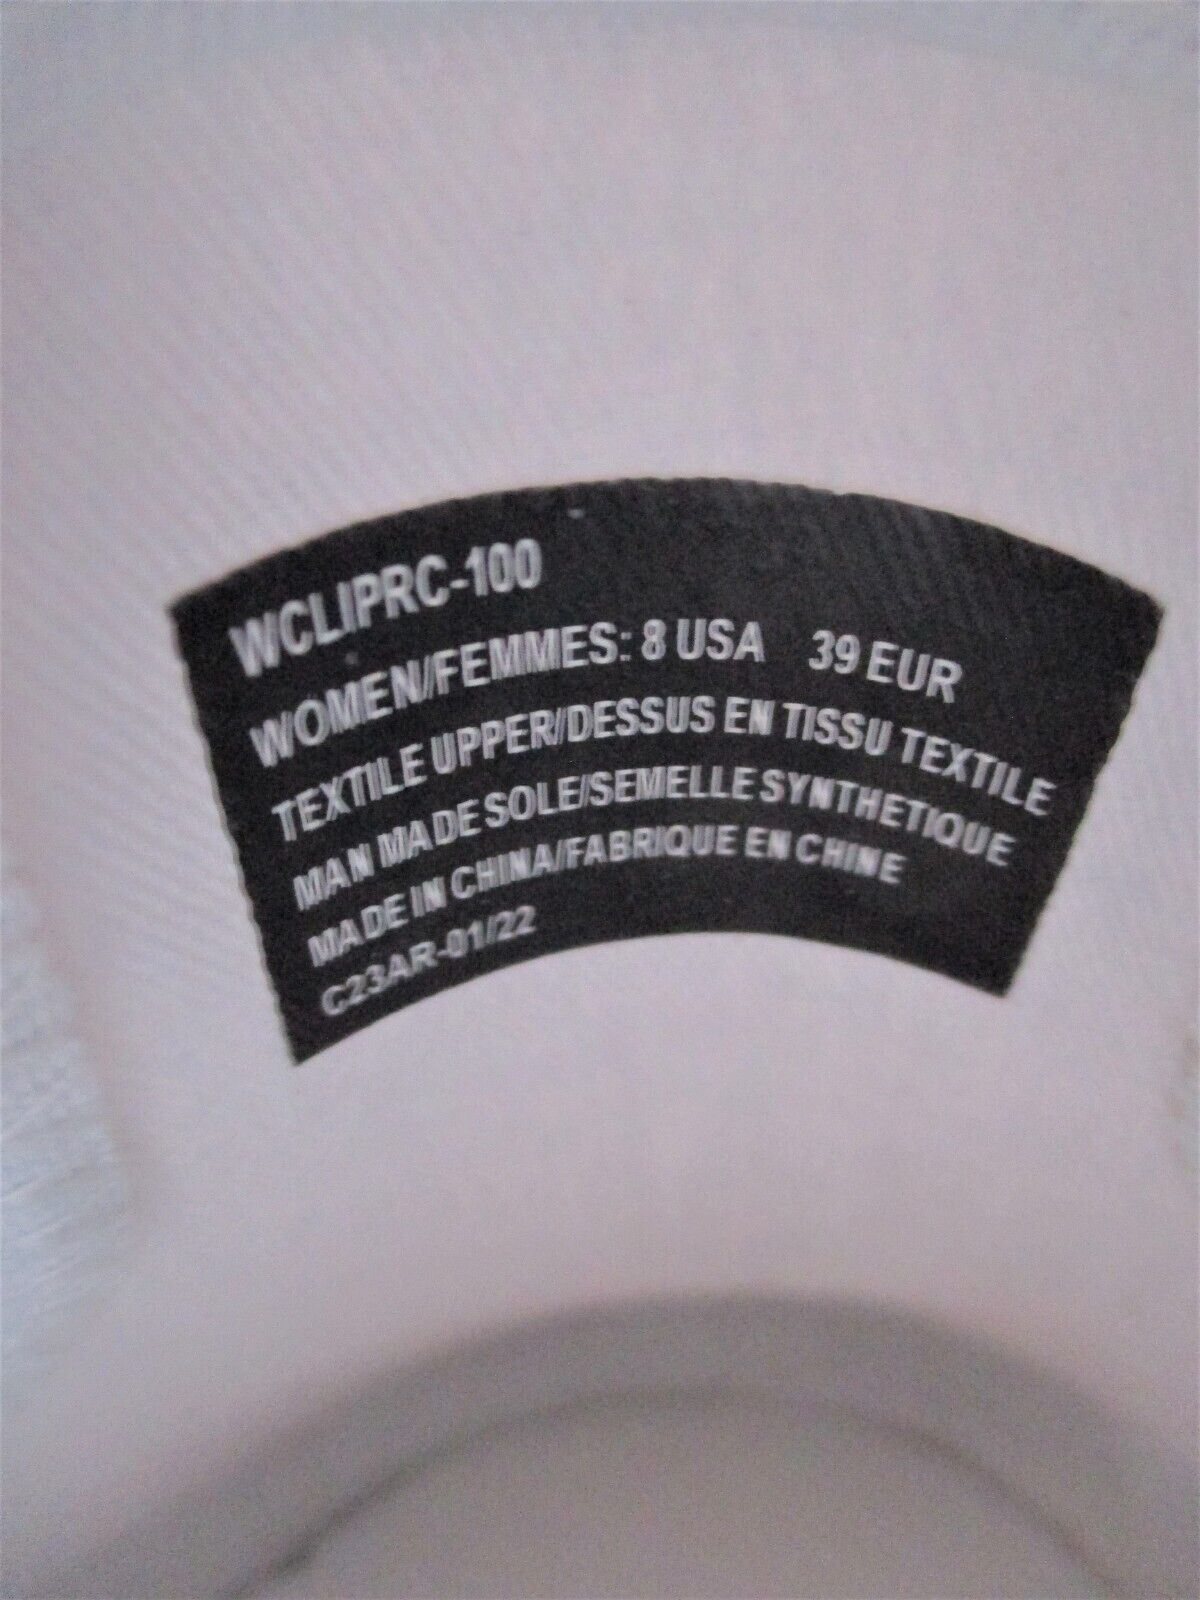 WCLIPRC-100
WOMEN/FEMMES: 8 USA 39 EUR
TEXTILE UPPER/DESSUS EN TISSU TEXTILE
MAN MADE SOLE/SEMELLE SYNTHETIQUE
MADE IN CHINA/FABRIQUE EN CHINE
C23AR-01/22